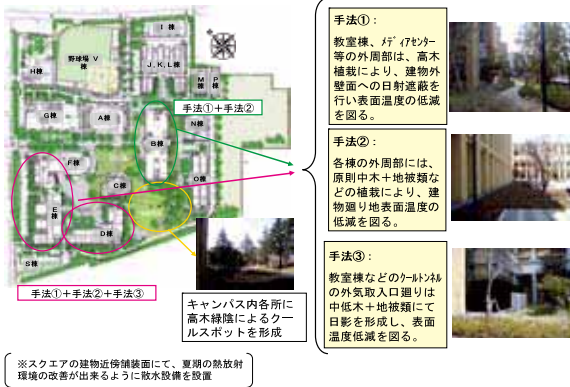 I 棟
野球場 V
棟
J, K, L棟
H棟
M
棟
P
棟
手法①+手法②
G棟
A棟
N棟
B棟
F棟
C棟
O棟
E
棟
D棟
S棟
手法①+手法②+手法③
キャンパス内各所に
高木緑陰によるクー
ルスポットを形成
※スクエアの建物近傍舗装面にて、夏期の熱放射
環境の改善が出来るように散水設備を設置
手法①:
教室棟、ﾒﾃﾞｨｱｾﾝﾀｰ
等の外周部は、高木
植栽により、建物外
壁面への日射遮蔽を
行い表面温度の低減
を図る。
手法②:
各棟の外周部には、
原則中木+地被類な
どの植栽により、建
物廻り地表面温度の
低減を図る。
手法③:
教室棟などのｸｰﾙﾄﾝﾈﾙ
の外気取入口廻りは
中低木+地被類にて
日影を形成し、表面
温度低減を図る。